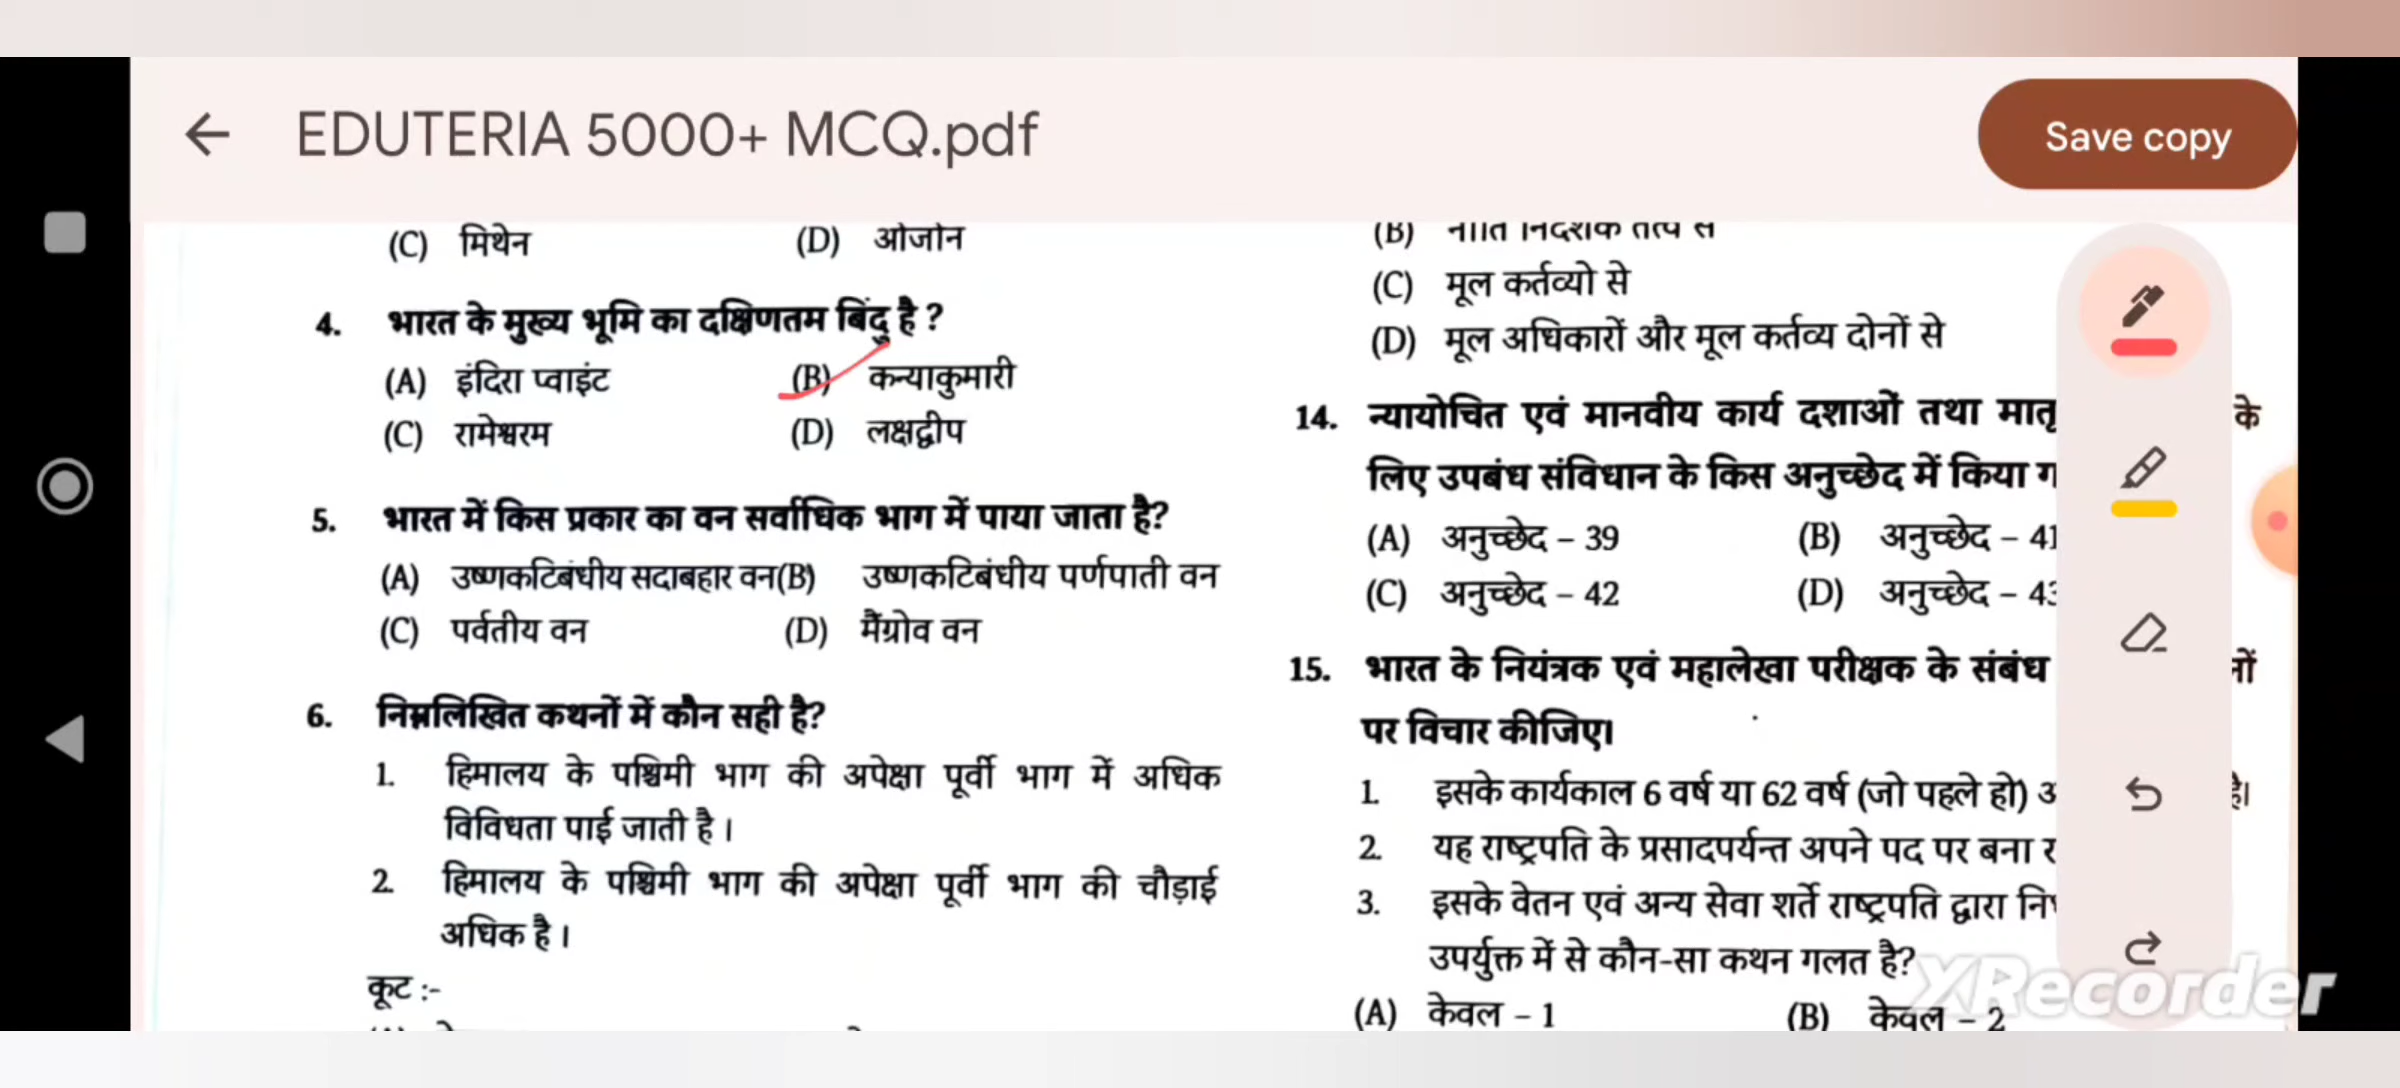 EDUTERIA 5000+ MCQ.pdf
Save copy
(C) मिथेन (D) ओजोन
4. भारत के मुख्य भूमि का दक्षिणतम बिंदु है ?
(A) इंदिरा प्वाइंट (B) कन्याकुमारी
(C) रामेश्वरम (D) लक्षद्वीप
5. भारत में किस प्रकार का वन सर्वाधिक भाग में पाया जाता है?
(A) उष्णकटिबंधीय सदाबहार वन(B) उष्णकटिबंधीय पर्णपाती वन
(C) पर्वतीय वन (D) मैंग्रोव वन
6. निम्नलिखित कथनों में कौन सही है?
1. हिमालय के पश्चिमी भाग की अपेक्षा पूर्वी भाग में अधिक
विविधता पाई जाती है ।
2. हिमालय के पश्चिमी भाग की अपेक्षा पूर्वी भाग की चौड़ाई
अधिक है ।
कूट :-
(B) नीति निदेशक तत्व से
(C) मूल कर्तव्यो से
(D) मूल अधिकारों और मूल कर्तव्य दोनों से
14. न्यायोचित एवं मानवीय कार्य दशाओं तथा मातृ के
लिए उपबंध संविधान के किस अनुच्छेद में किया
(A) अनुच्छेद – 39 (B) अनुच्छेद – 41
(C) अनुच्छेद – 42 (D) अनुच्छेद – 43
15. भारत के नियंत्रक एवं महालेखा परीक्षक के संबंध
पर विचार कीजिए।
1. इसके कार्यकाल 6 वर्ष या 62 वर्ष (जो पहले हो) है।
2. यह राष्ट्रपति के प्रसादपर्यन्त अपने पद पर बना
3. इसके वेतन एवं अन्य सेवा शर्ते राष्ट्रपति द्वारा
उपर्युक्त में से कौन-सा कथन गलत है?
(A) केवल – 1 (B) केवल – 2
XRecorder